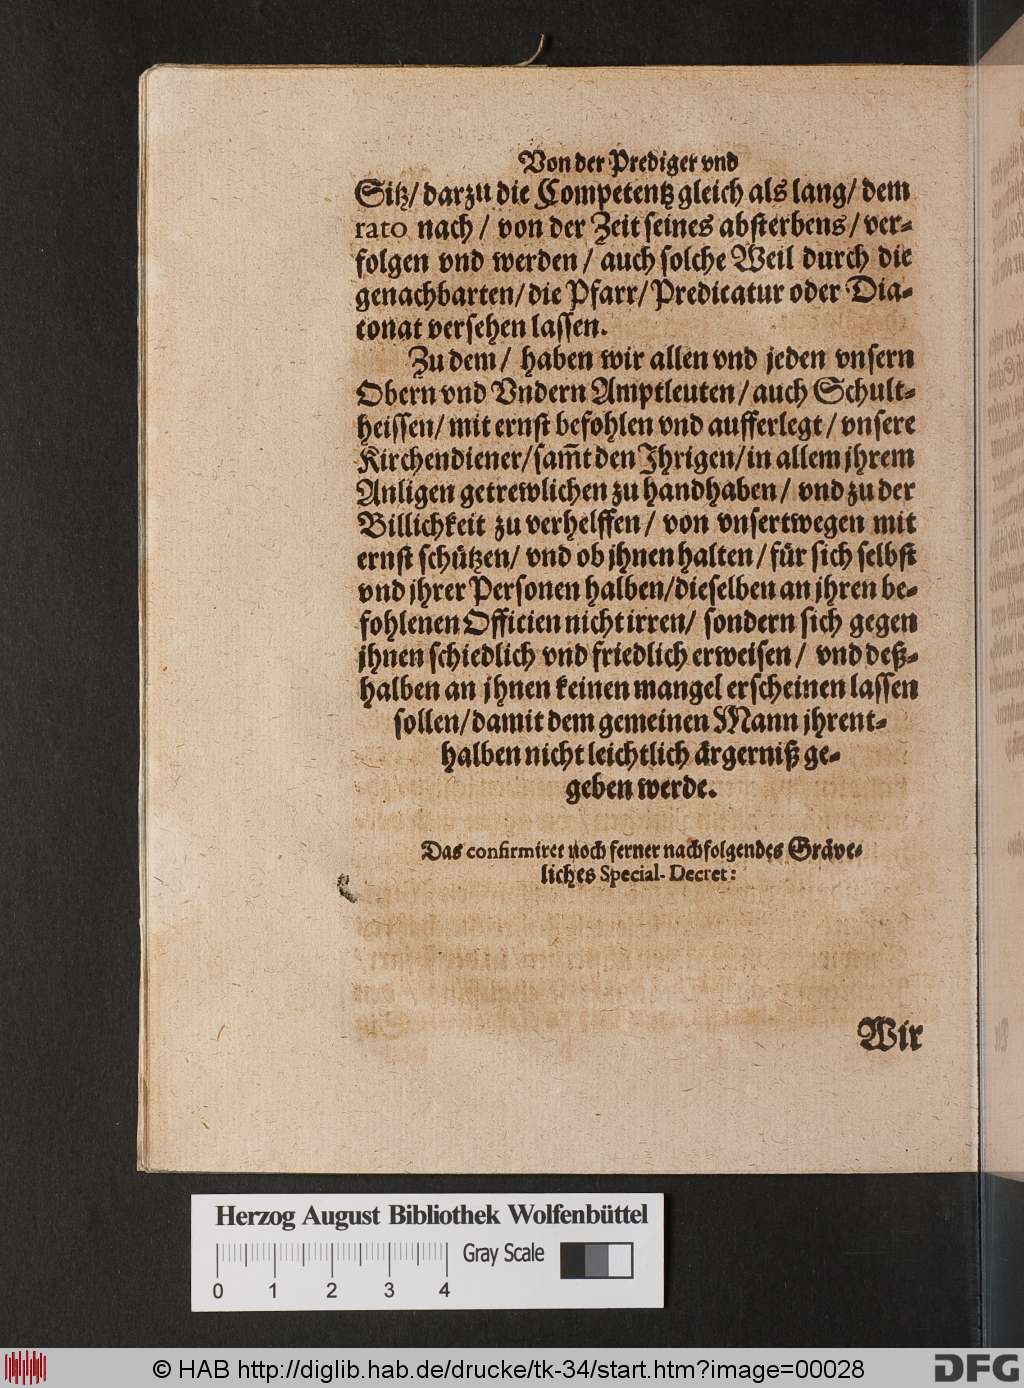 Von der Prediger vnd
Sitz/ darzu die Competentz gleich als lang/ dem
rato nach / von der Zeit seines absterbens / ver-
folgen vnd werden / auch solche Weil durch die
genachbarten/ die Pfarr/ Predicatur oder Dia-
conat versehen lassen.
Zu dem / haben wir allen vnd jeden vnsern
Obern vnd Vndern Amptleuten / auch Schult-
heissen/ mit ernst befohlen vnd aufferlegt / vnsere
Kirchendiener/ sam̃t den Jhrigen/ in allem jhrem
Anligen getrewlichen zu handhaben / vnd zu der
Billichkeit zu verhelffen / von vnsertwegen mit
ernst schützen/ vnd ob jhnen halten / für sich selbst
vnd jhrer Personen halben/ dieselben an jhren be-
fohlenen Officien nicht irren/ sondern sich gegen
jhnen schiedlich vnd friedlich erweisen / vnd deß-
halben an jhnen keinen mangel erscheinen lassen
sollen/ damit dem gemeinen Mann jhrent-
halben nicht leichtlich ärgerniß ge-
geben werde.
Das confirmiret noch ferner nachfolgendes Gräve-
liches Special-Decret:
Wir
Herzog August Bibliothek Wolfenbüttel
Gray Scale
0 1 2 3 4
© HAB http://diglib.hab.de/drucke/tk-34/start.htm?image=00028
DFG